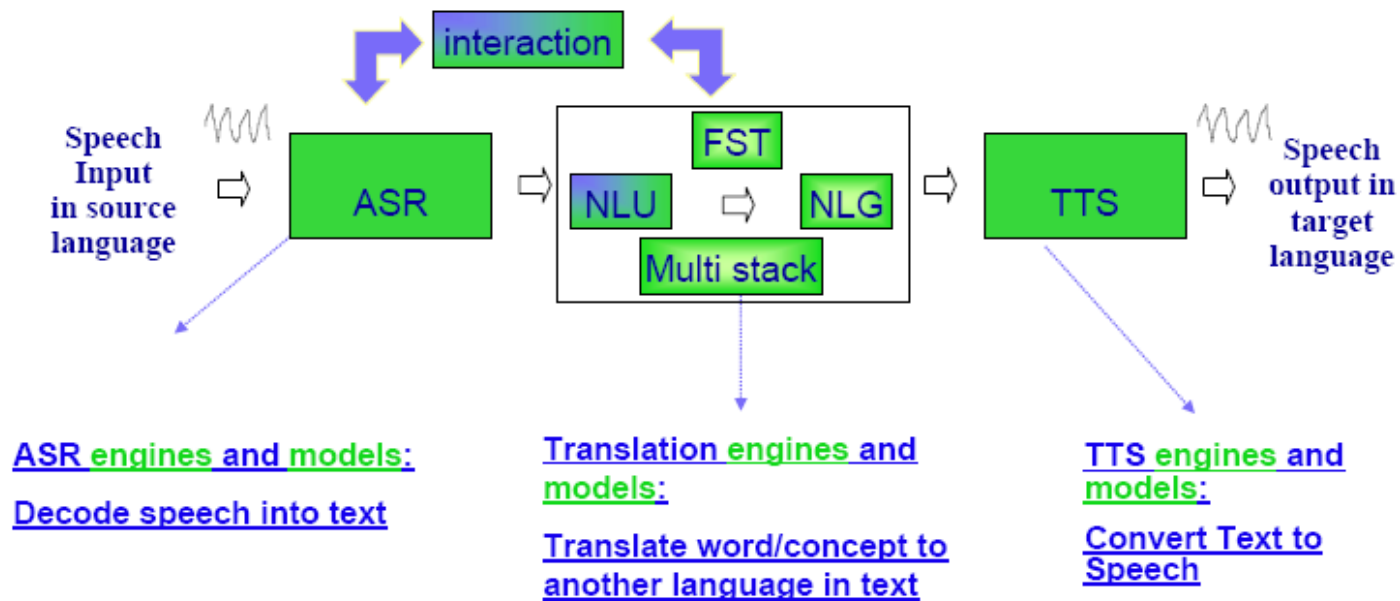 interaction
Speech
Input
in source
language
ASR
FST
NLU
NLG
Multi stack
TTS
Speech
output in
target
language
ASR engines and models:
Decode speech into text
Translation engines and
models:
Translate word/concept to
another language in text
TTS engines and
models:
Convert Text to
Speech